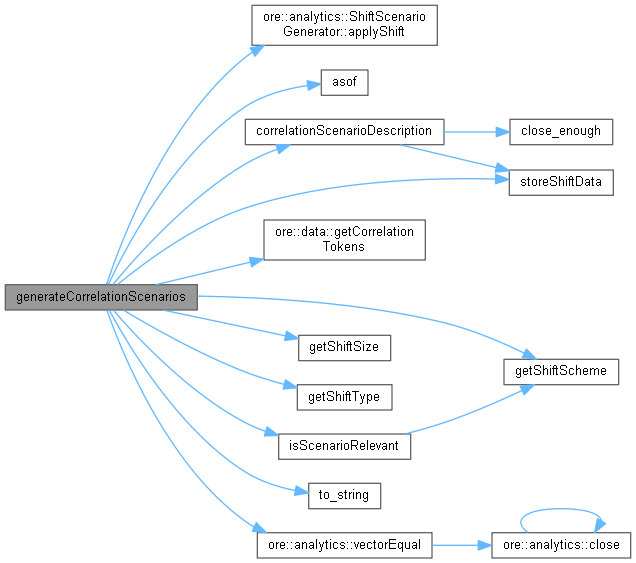 ore::analytics::ShiftScenario
Generator::applyShift
asof
correlationScenarioDescription
close_enough
storeShiftData
ore::data::getCorrelation
Tokens
generateCorrelationScenarios
getShiftSize
getShiftScheme
getShiftType
isScenarioRelevant
to_string
ore::analytics::vectorEqual
ore::analytics::close